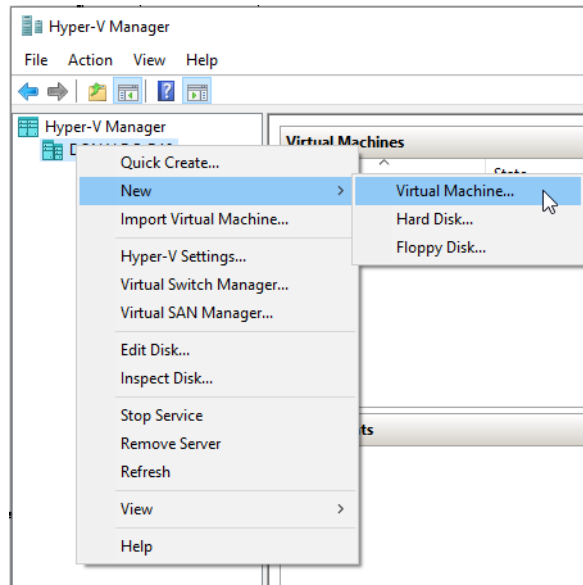 Hyper-V Manager
File Action View Help
Hyper-V Manager
Virtual Machines
Quick Create...
New
Virtual Machine...
Import Virtual Machine...
Hard Disk...
Floppy Disk...
Hyper-V Settings...
Virtual Switch Manager...
Virtual SAN Manager...
Edit Disk...
Inspect Disk...
Stop Service
ts
Remove Server
Refresh
View
Help